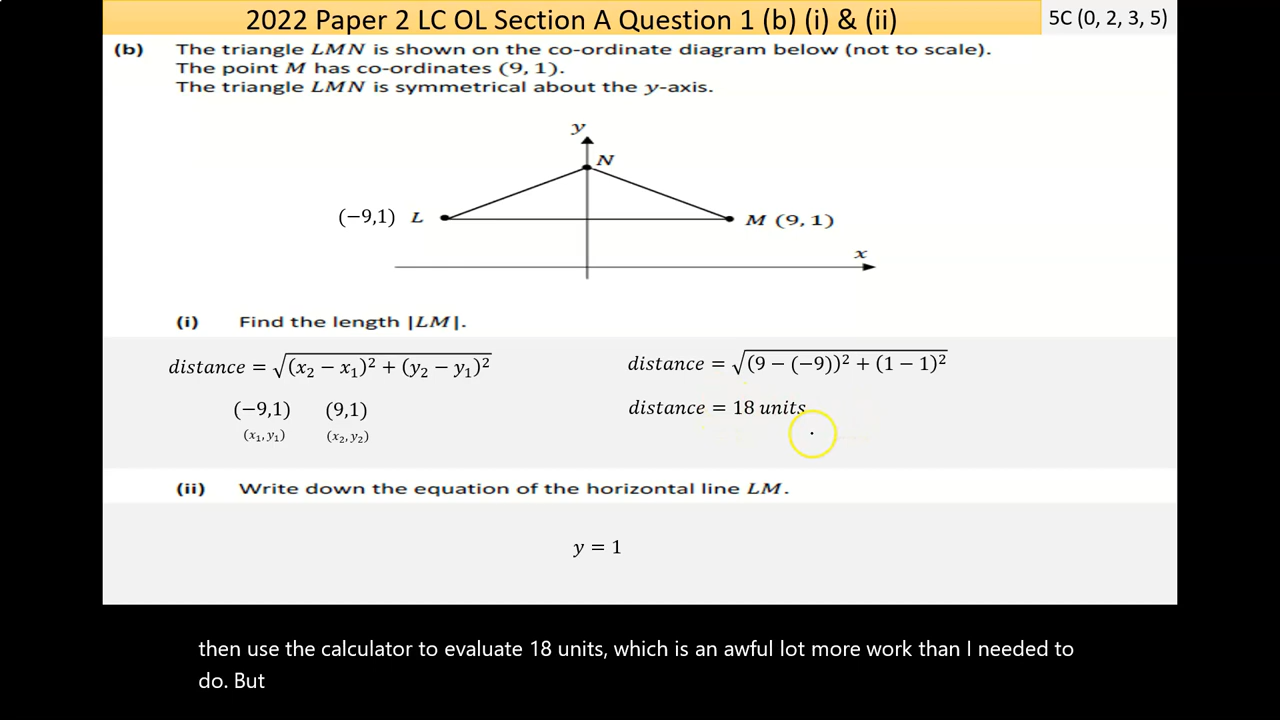 2022 Paper 2 LC OL Section A Question 1 (b) (i) & (ii)
5C (0, 2, 3, 5)
(b) The triangle LMN is shown on the co-ordinate diagram below (not to scale).
The point M has co-ordinates (9, 1).
The triangle LMN is symmetrical about the y-axis.
y
N
(−9,1) L
M (9, 1)
x
(i) Find the length |LM|.
distance = √(x₂ − x₁)² + (y₂ − y₁)²
distance = √(9 − (−9))² + (1 − 1)²
(−9,1) (9,1)
distance = 18 units
(x₁, y₁) (x₂, y₂)
(ii) Write down the equation of the horizontal line LM.
y = 1
then use the calculator to evaluate 18 units, which is an awful lot more work than I needed to
do. But